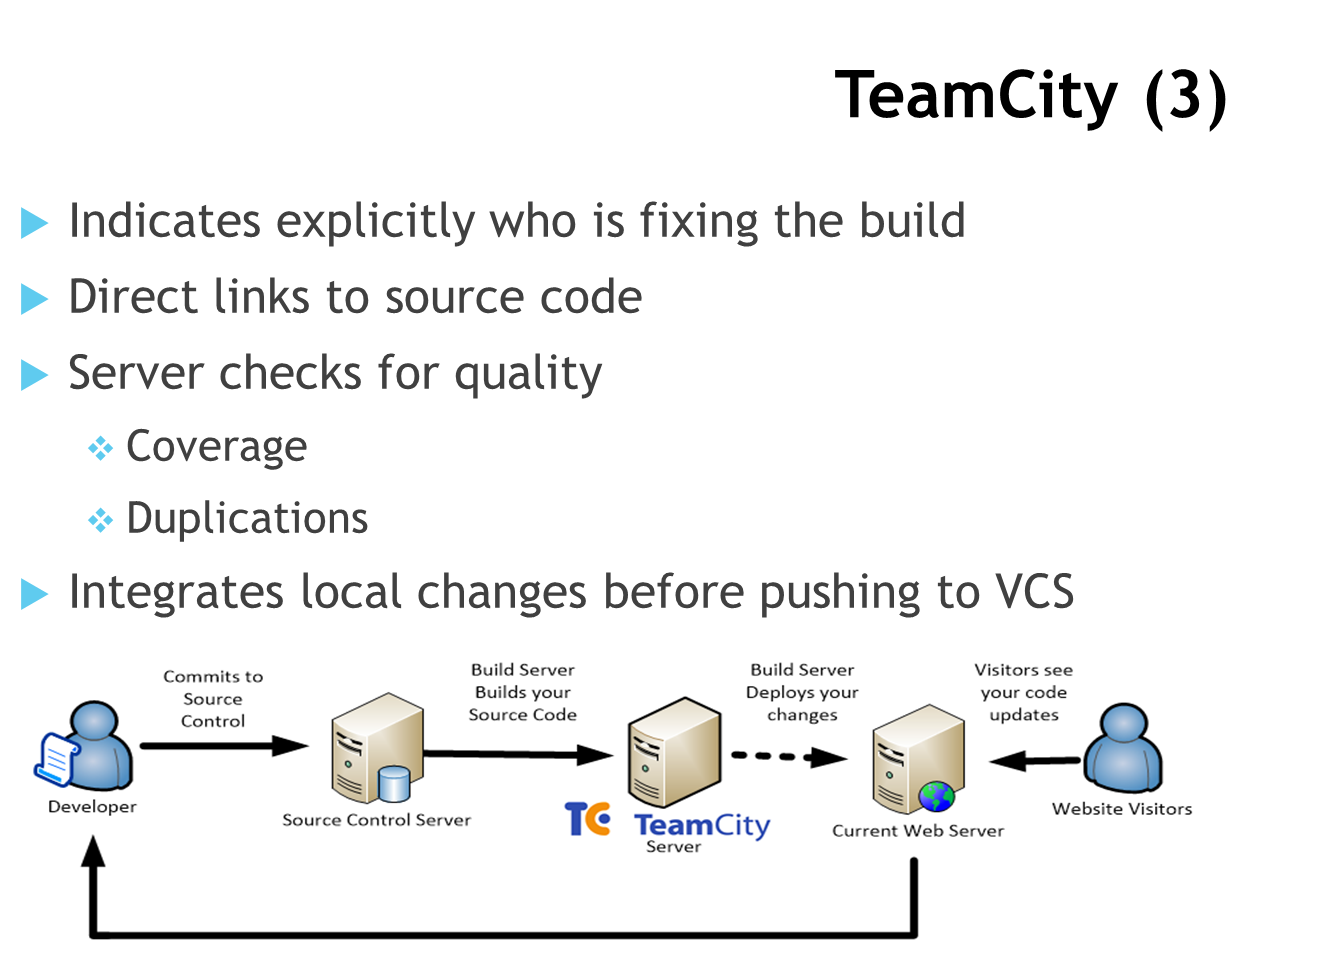 TeamCity (3)
Indicates explicitly who is fixing the build
Direct links to source code
Server checks for quality
Coverage
Duplications
Integrates local changes before pushing to VCS
Commits to
Source
Control
Build Server
Builds your
Source Code
Build Server
Deploys your
changes
Visitors see
your code
updates
Developer
Source Control Server
TC TeamCity
Server
Current Web Server
Website Visitors